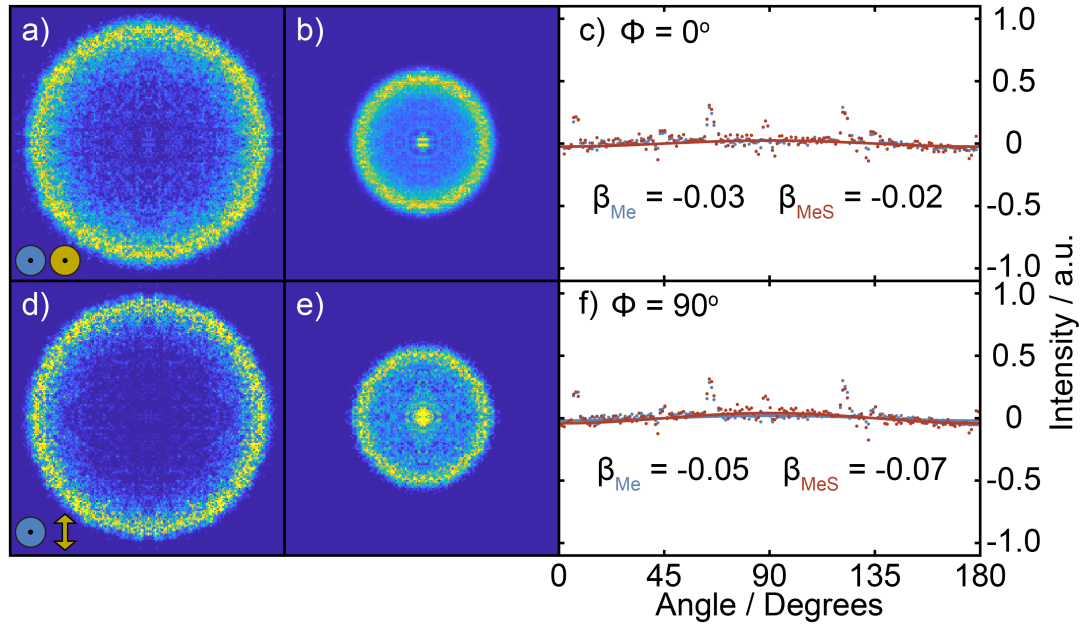 a)
b)
c) Φ = 0º
1.0
0.5
0
-0.5
-1.0
β_Me = -0.03 β_MeS = -0.02
d)
e)
f) Φ = 90º
1.0
0.5
0
-0.5
-1.0
β_Me = -0.05 β_MeS = -0.07
Intensity / a.u.
0 45 90 135 180
Angle / Degrees